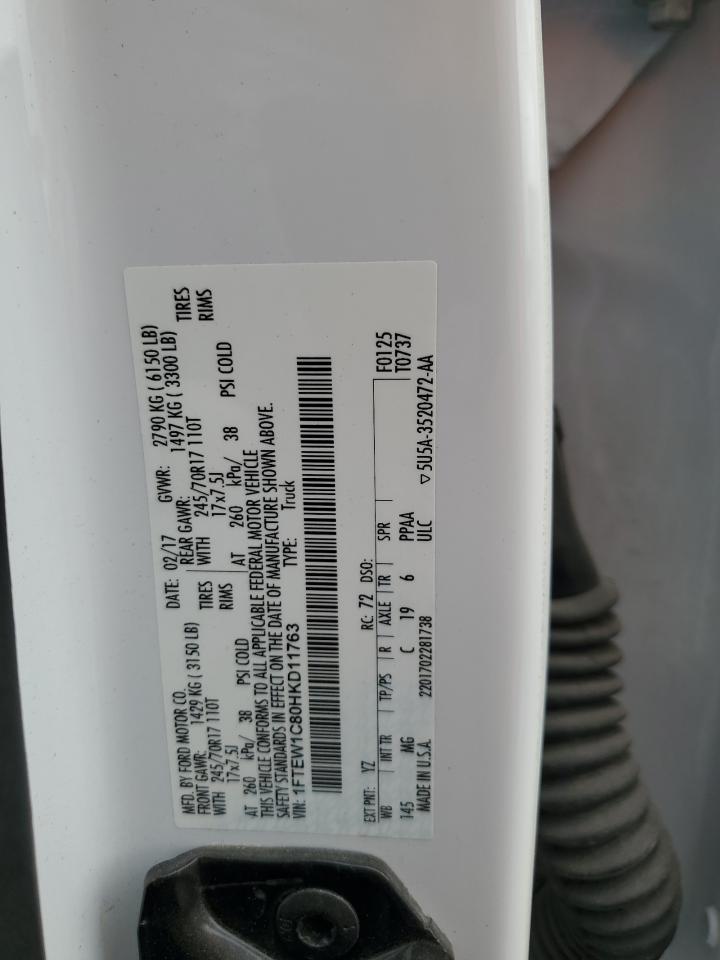 MFD. BY FORD MOTOR CO.
DATE: 02/17 GVWR: 2790 KG ( 6150 LB)
FRONT GAWR: 1429 KG ( 3150 LB) REAR GAWR: 1497 KG ( 3300 LB)
WITH 245/70R17 110T TIRES WITH 245/70R17 110T TIRES
17x7.5J RIMS 17x7.5J RIMS
AT 260 kPa/ 38 PSI COLD AT 260 kPa/ 38 PSI COLD
THIS VEHICLE CONFORMS TO ALL APPLICABLE FEDERAL MOTOR VEHICLE
SAFETY STANDARDS IN EFFECT ON THE DATE OF MANUFACTURE SHOWN ABOVE.
VIN: 1FTEW1C80HKD11763 TYPE: Truck
F0125
EXT PNT: YZ RC: 72 DSO: T0737
WB INT TR TP/PS R AXLE TR SPR
145 MG C 19 6 PPAA
ULC
MADE IN U.S.A. 2201702281738 ▽5U5A-3520472-AA